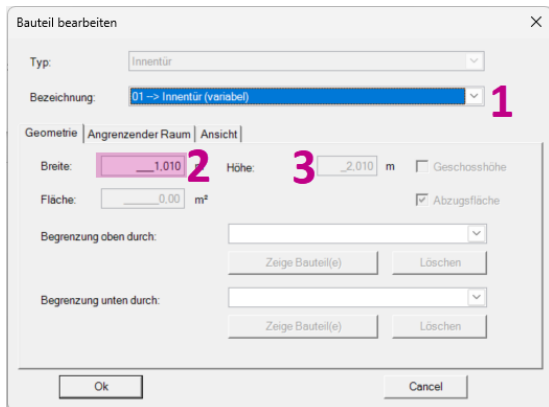 Bauteil bearbeiten
Typ: Innentür
Bezeichnung: 01 --> Innentür (variabel) 1
Geometrie Angrenzender Raum Ansicht
Breite: ___1,010 2 Höhe: 3 _2,010 m Geschosshöhe
Fläche: ______0,00 m² Abzugsfläche
Begrenzung oben durch:
Zeige Bauteil(e) Löschen
Begrenzung unten durch:
Zeige Bauteil(e) Löschen
Ok Cancel